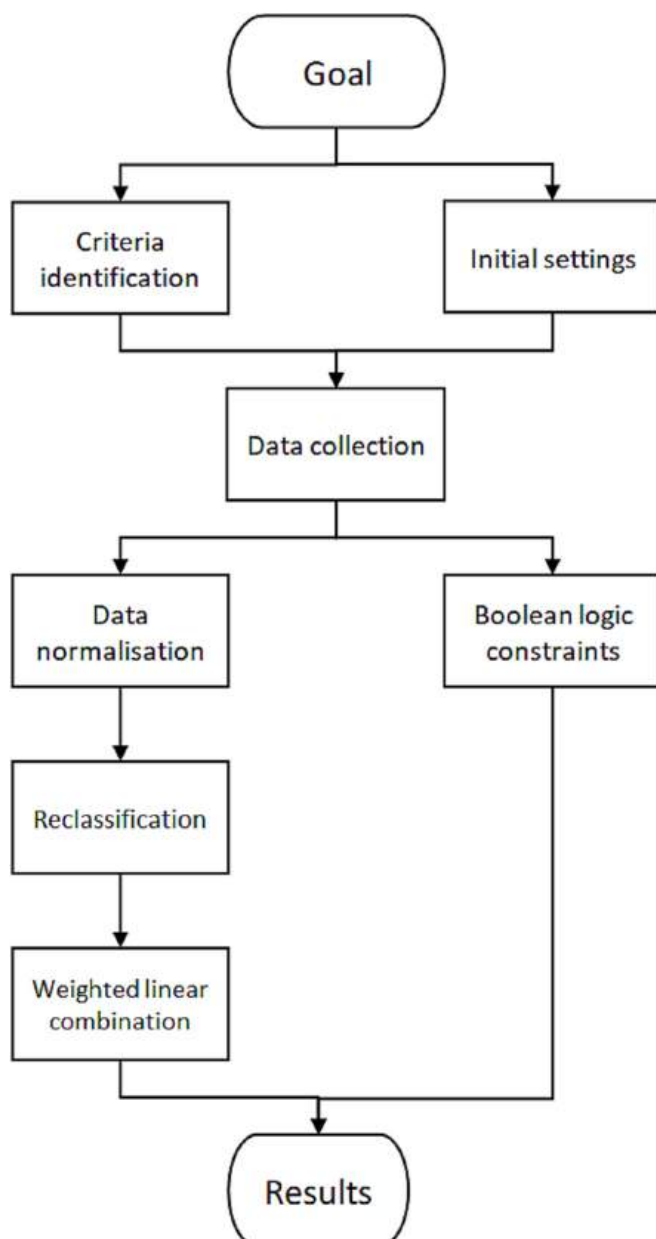 Goal
Criteria
identification
Initial settings
Data collection
Data
normalisation
Boolean logic
constraints
Reclassification
Weighted linear
combination
Results